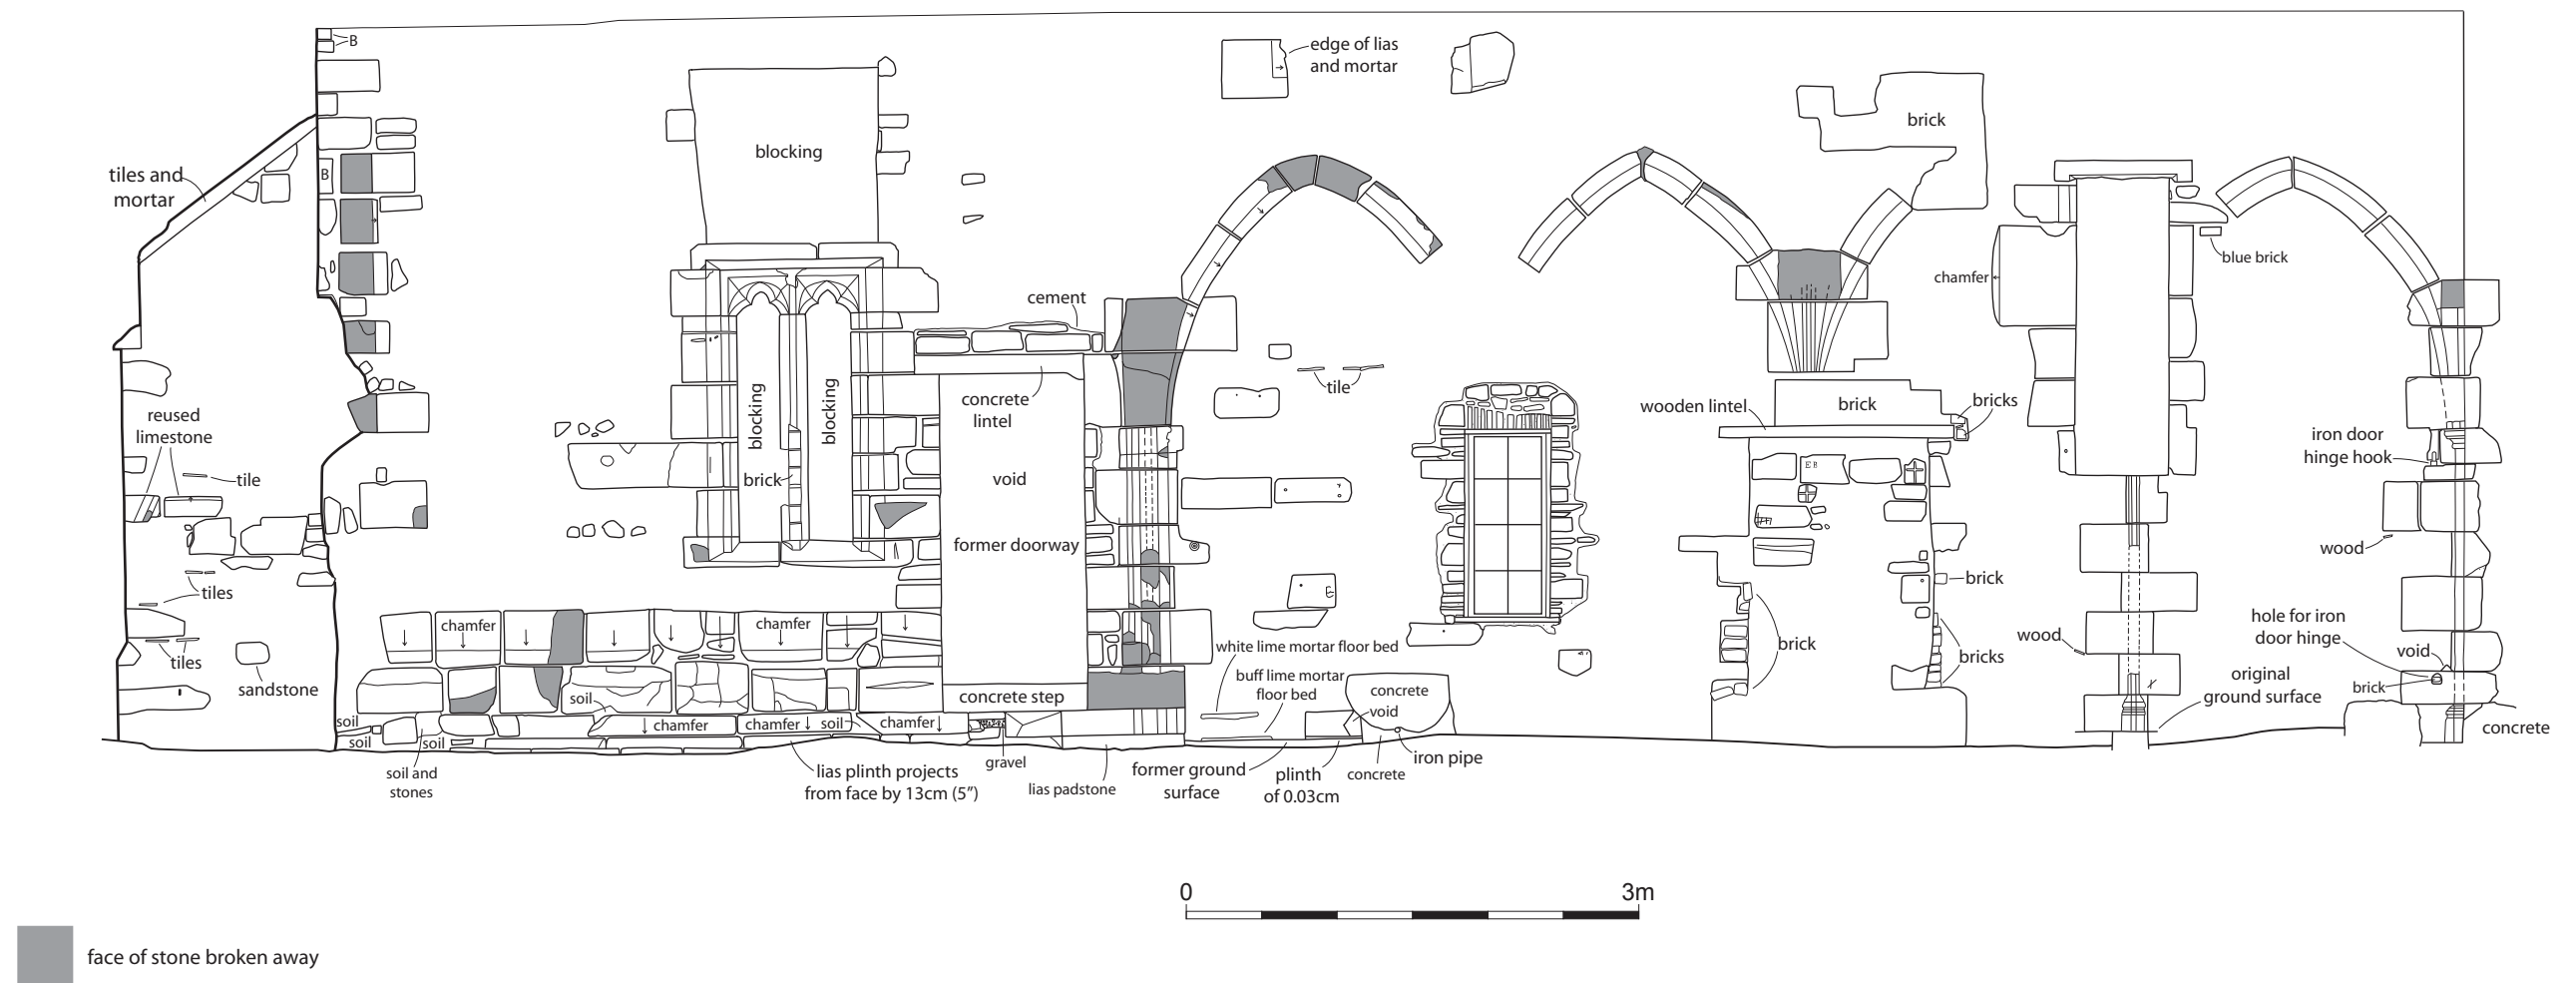 B
edge of lias
and mortar
blocking
brick
tiles and
mortar
B
blue brick
chamfer
cement
tile
concrete
lintel
blocking
blocking
wooden lintel
brick
bricks
reused
limestone
iron door
hinge hook
tile
brick
void
E B
former doorway
wood
tiles
brick
chamfer
chamfer
hole for iron
door hinge
wood
white lime mortar floor bed
brick
bricks
void
tiles
buff lime mortar
floor bed
original
ground surface
sandstone
soil
concrete step
concrete
void
brick
soil
chamfer
chamfer
soil
chamfer
concrete
soil
soil
gravel
iron pipe
soil and
stones
lias plinth projects
from face by 13cm (5”)
lias padstone
former ground
surface
plinth
of 0.03cm
concrete
0
3m
face of stone broken away